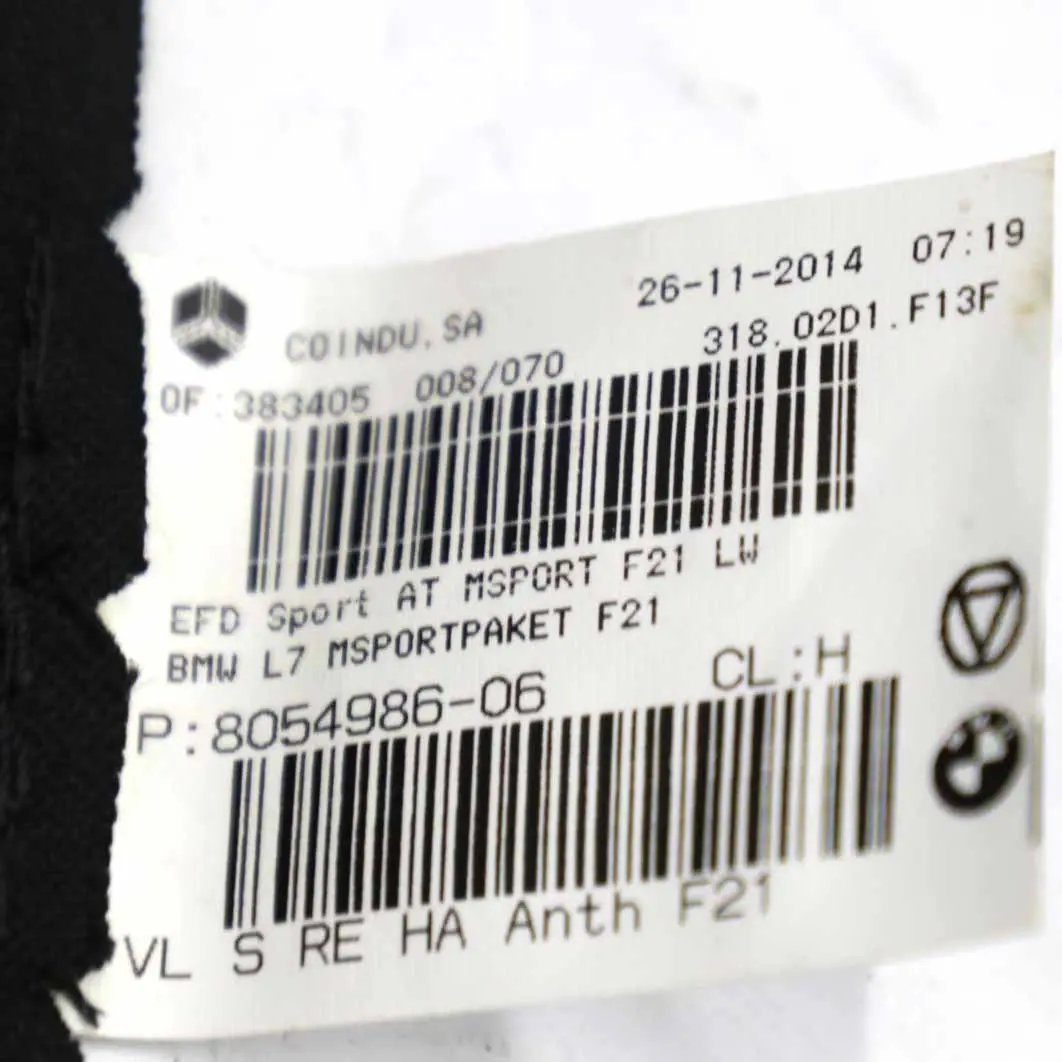 26-11-2014 07:19
COINDU.SA
318.02D1.F13F
OF:383405 008/070
EFD Sport AT MSPORT F21 LW
BMW L7 MSPORTPAKET F21
P:8054986-06 CL:H
VL S RE HA Anth F21